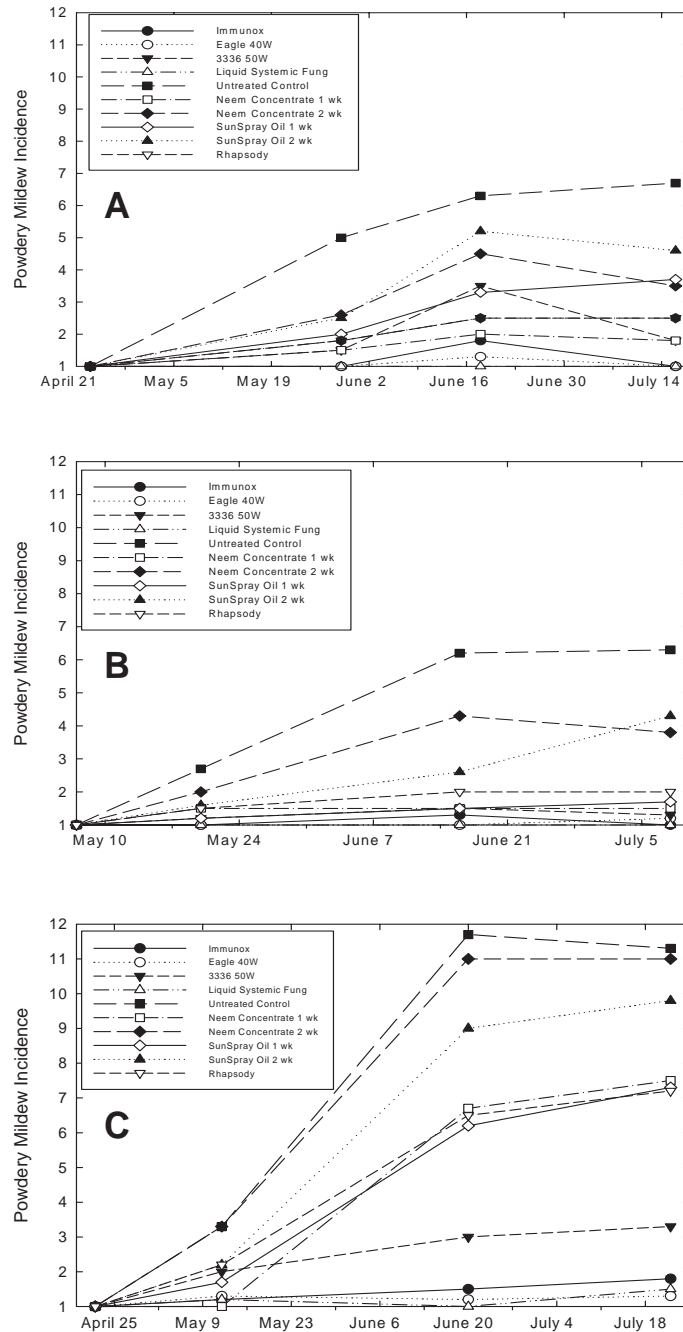 12
11
10
9
8
7
6
5
4
3
2
1
Powdery Mildew Incidence
Immunox
Eagle 40W
3336 50W
Liquid Systemic Fung
Untreated Control
Neem Concentrate 1 wk
Neem Concentrate 2 wk
SunSpray Oil 1 wk
SunSpray Oil 2 wk
Rhapsody
A
April 21 May 5 May 19 June 2 June 16 June 30 July 14
12
11
10
9
8
7
6
5
4
3
2
1
Powdery Mildew Incidence
Immunox
Eagle 40W
3336 50W
Liquid Systemic Fung
Untreated Control
Neem Concentrate 1 wk
Neem Concentrate 2 wk
SunSpray Oil 1 wk
SunSpray Oil 2 wk
Rhapsody
B
May 10 May 24 June 7 June 21 July 5
12
11
10
9
8
7
6
5
4
3
2
1
Powdery Mildew Incidence
Immunox
Eagle 40W
3336 50W
Liquid Systemic Fung
Untreated Control
Neem Concentrate 1 wk
Neem Concentrate 2 wk
SunSpray Oil 1 wk
SunSpray Oil 2 wk
Rhapsody
C
April 25 May 9 May 23 June 6 June 20 July 4 July 18